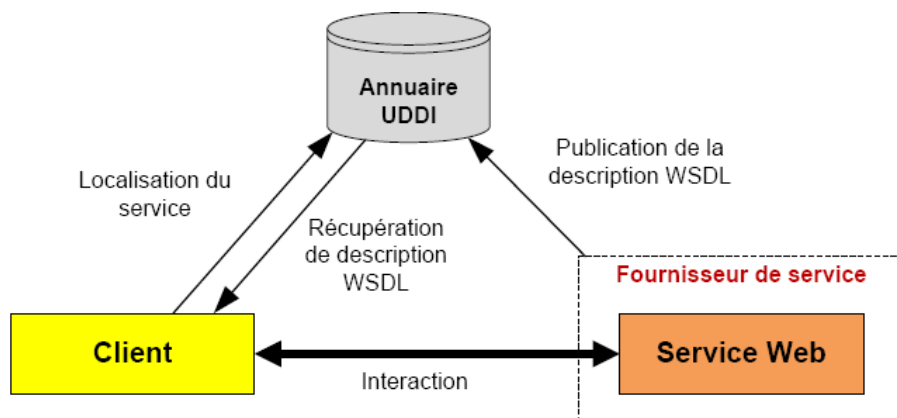 Annuaire
UDDI
Localisation du
service
Publication de la
description WSDL
Récupération
de description
WSDL
Fournisseur de service
Client
Interaction
Service Web